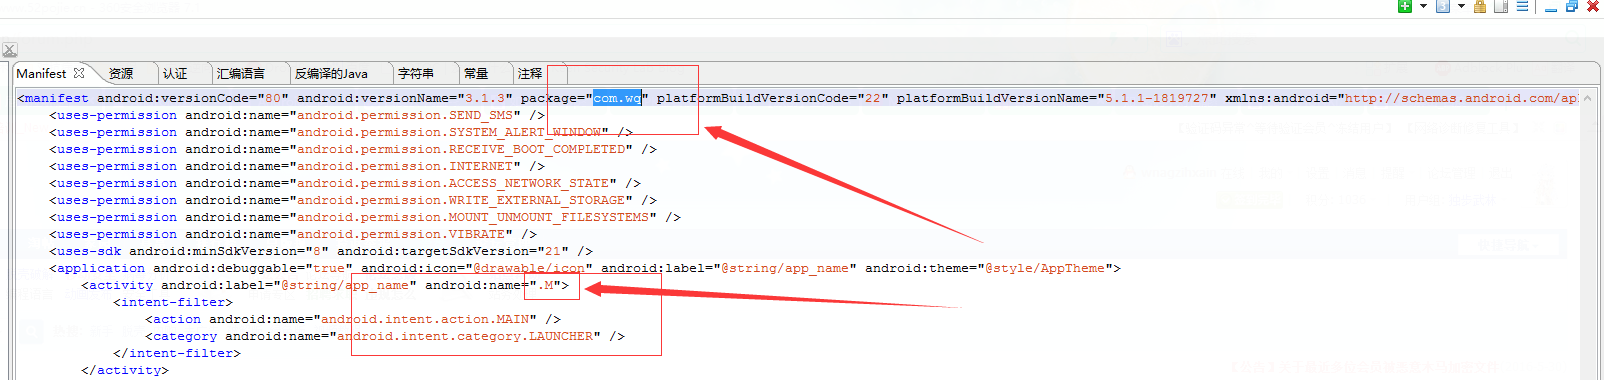 Manifest 资源 认证 汇编语言 反编译的Java 字符串 常量 注释
<manifest android:versionCode="80" android:versionName="3.1.3" package="com.wq" platformBuildVersionCode="22" platformBuildVersionName="5.1.1-1819727" xmlns:android="http://schemas.android.com/ap
<uses-permission android:name="android.permission.SEND_SMS" />
<uses-permission android:name="android.permission.SYSTEM_ALERT_WINDOW" />
<uses-permission android:name="android.permission.RECEIVE_BOOT_COMPLETED" />
<uses-permission android:name="android.permission.INTERNET" />
<uses-permission android:name="android.permission.ACCESS_NETWORK_STATE" />
<uses-permission android:name="android.permission.WRITE_EXTERNAL_STORAGE" />
<uses-permission android:name="android.permission.MOUNT_UNMOUNT_FILESYSTEMS" />
<uses-permission android:name="android.permission.VIBRATE" />
<uses-sdk android:minSdkVersion="8" android:targetSdkVersion="21" />
<application android:debuggable="true" android:icon="@drawable/icon" android:label="@string/app_name" android:theme="@style/AppTheme">
<activity android:label="@string/app_name" android:name=".M">
<intent-filter>
<action android:name="android.intent.action.MAIN" />
<category android:name="android.intent.category.LAUNCHER" />
</intent-filter>
</activity>